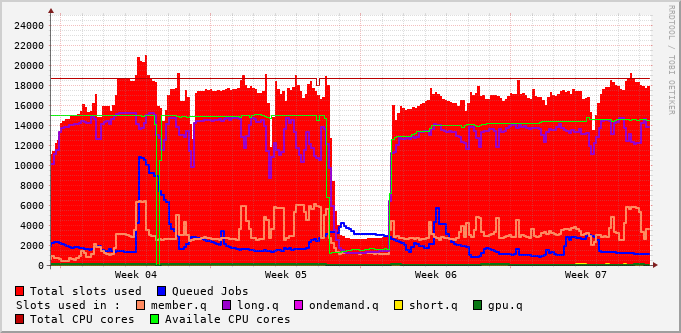 RRDTOOL / TOBI OETIKER
24000
22000
20000
18000
16000
14000
12000
10000
8000
6000
4000
2000
0
Week 04 Week 05 Week 06 Week 07
Total slots used Queued Jobs
Slots used in : member.q long.q ondemand.q short.q gpu.q
Total CPU cores Availale CPU cores